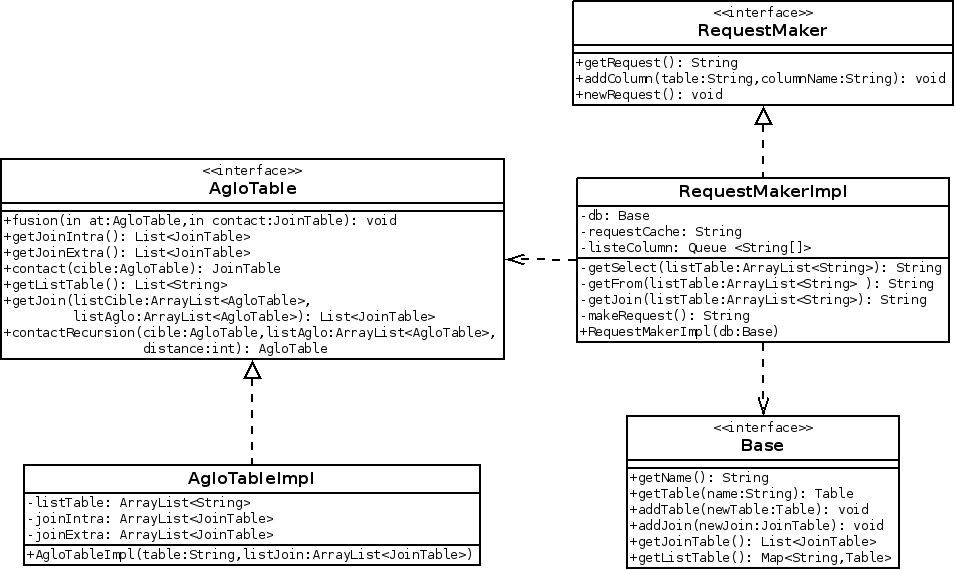 <<interface>>
RequestMaker
+getRequest(): String
+addColumn(table:String,columnName:String): void
+newRequest(): void
<<interface>>
AgloTable
+fusion(in at:AgloTable,in contact:JoinTable): void
+getJoinIntra(): List<JoinTable>
+getJoinExtra(): List<JoinTable>
+contact(cible:AgloTable): JoinTable
+getListTable(): List<String>
+getJoin(listCible:ArrayList<AgloTable>,
listAglo:ArrayList<AgloTable>): List<JoinTable>
+contactRecursion(cible:AgloTable,listAglo:ArrayList<AgloTable>,
distance:int): AgloTable
RequestMakerImpl
-db: Base
-requestCache: String
-listeColumn: Queue <String[]>
-getSelect(listTable:ArrayList<String>): String
-getFrom(listTable:ArrayList<String> ): String
-getJoin(listTable:ArrayList<String>): String
-makeRequest(): String
+RequestMakerImpl(db:Base)
AgloTableImpl
-listTable: ArrayList<String>
-joinIntra: ArrayList<JoinTable>
-joinExtra: ArrayList<JoinTable>
+AgloTableImpl(table:String,listJoin:ArrayList<JoinTable>)
<<interface>>
Base
+getName(): String
+getTable(name:String): Table
+addTable(newTable:Table): void
+addJoin(newJoin:JoinTable): void
+getJoinTable(): List<JoinTable>
+getListTable(): Map<String,Table>